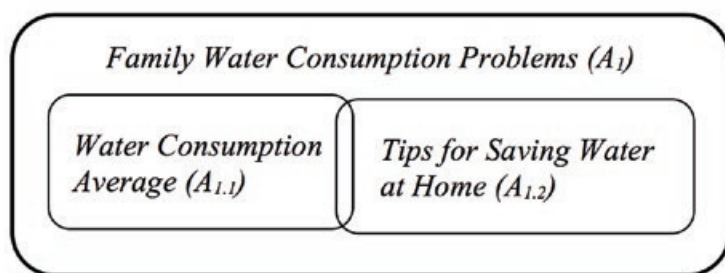 Family Water Consumption Problems (A₁)
Water Consumption
Average (A₁.₁)
Tips for Saving Water
at Home (A₁.₂)